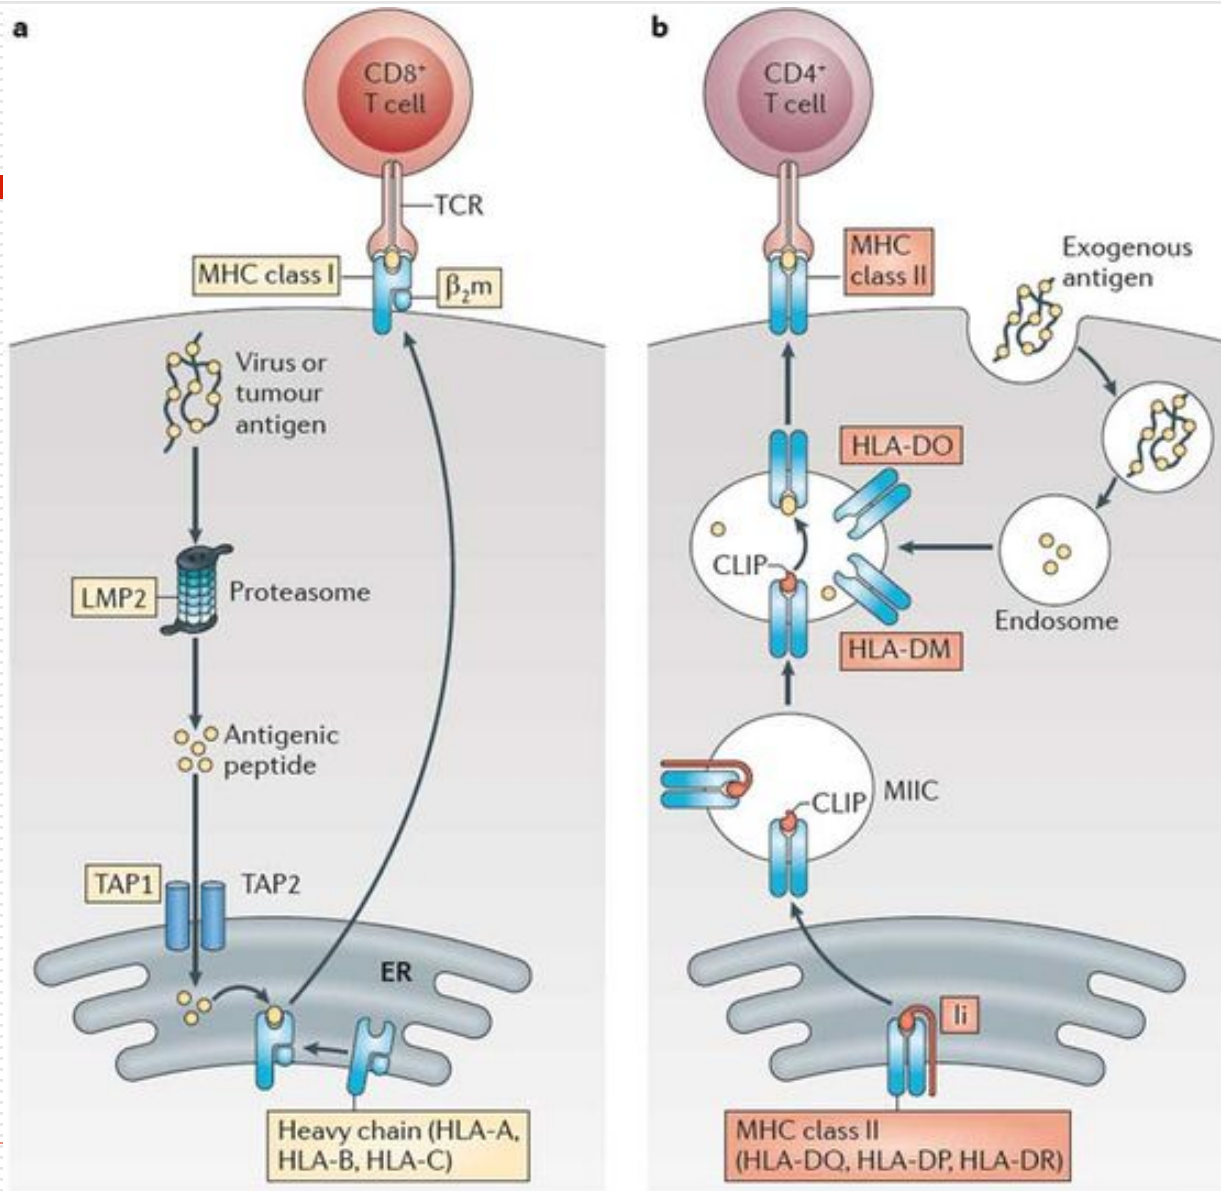 a
CD8⁺
T cell
TCR
MHC class I
β₂m
Virus or
tumour
antigen
LMP2
Proteasome
Antigenic
peptide
TAP1
TAP2
ER
Heavy chain (HLA-A,
HLA-B, HLA-C)
b
CD4⁺
T cell
MHC
class II
Exogenous
antigen
HLA-DO
CLIP
Endosome
HLA-DM
CLIP
MIIC
Ii
MHC class II
(HLA-DQ, HLA-DP, HLA-DR)